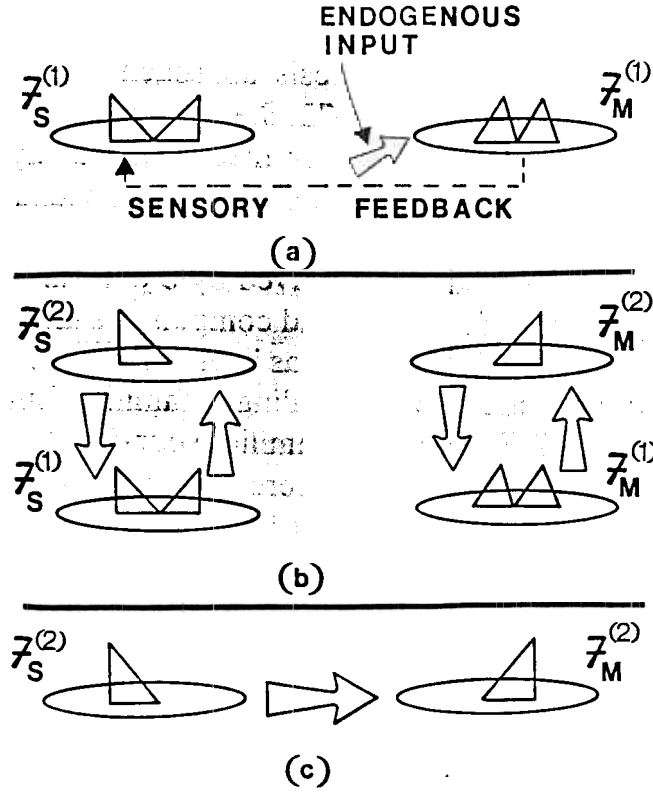 ENDOGENOUS
INPUT
ℱ_S^(1) ℱ_M^(1)
SENSORY FEEDBACK
(a)
ℱ_S^(2) ℱ_M^(2)
ℱ_S^(1) ℱ_M^(1)
(b)
ℱ_S^(2) ℱ_M^(2)
(c)